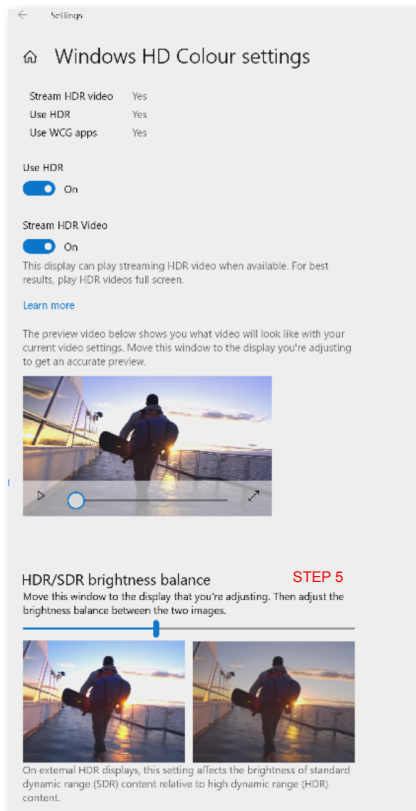 Settings
Windows HD Colour settings
Stream HDR video Yes
Use HDR Yes
Use WCG apps Yes
Use HDR
On
Stream HDR Video
On
This display can play streaming HDR video when available. For best
results, play HDR videos full screen.
Learn more
The preview video below shows you what video will look like with your
current video settings. Move this window to the display you're adjusting
to get an accurate preview.
HDR/SDR brightness balance STEP 5
Move this window to the display that you're adjusting. Then adjust the
brightness balance between the two images.
On external HDR displays, this setting affects the brightness of standard
dynamic range (SDR) content relative to high dynamic range (HDR)
content.